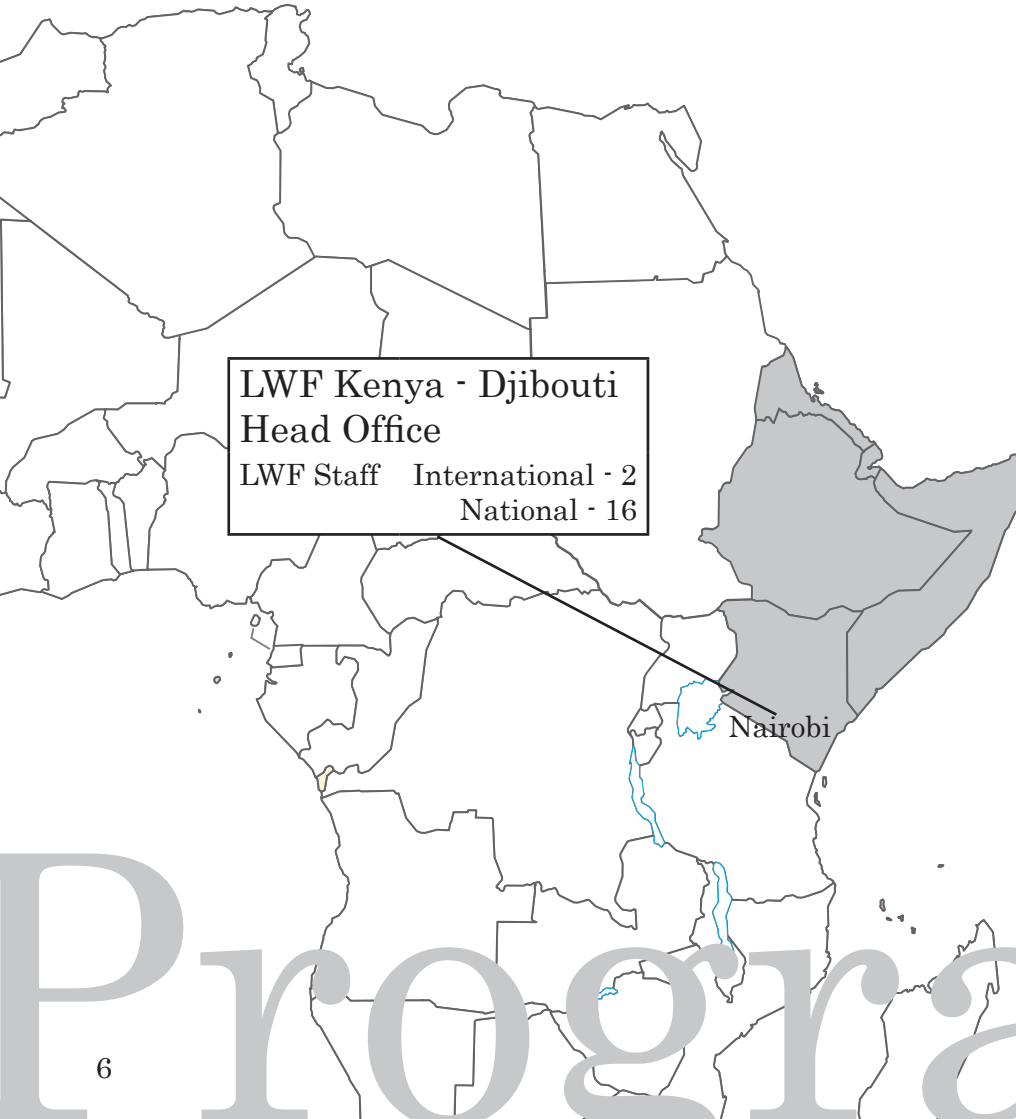 LWF Kenya - Djibouti
Head Office
LWF Staff International - 2
National - 16
Nairobi
Progra
6